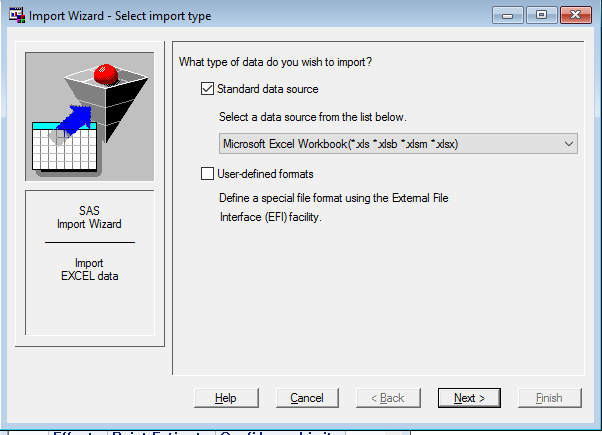 Import Wizard - Select import type
What type of data do you wish to import?
Standard data source
Select a data source from the list below.
Microsoft Excel Workbook(*.xls *.xlsb *.xlsm *.xlsx)
User-defined formats
Define a special file format using the External File
Interface (EFI) facility.
SAS
Import Wizard
Import
EXCEL data
Help
Cancel
< Back
Next >
Finish